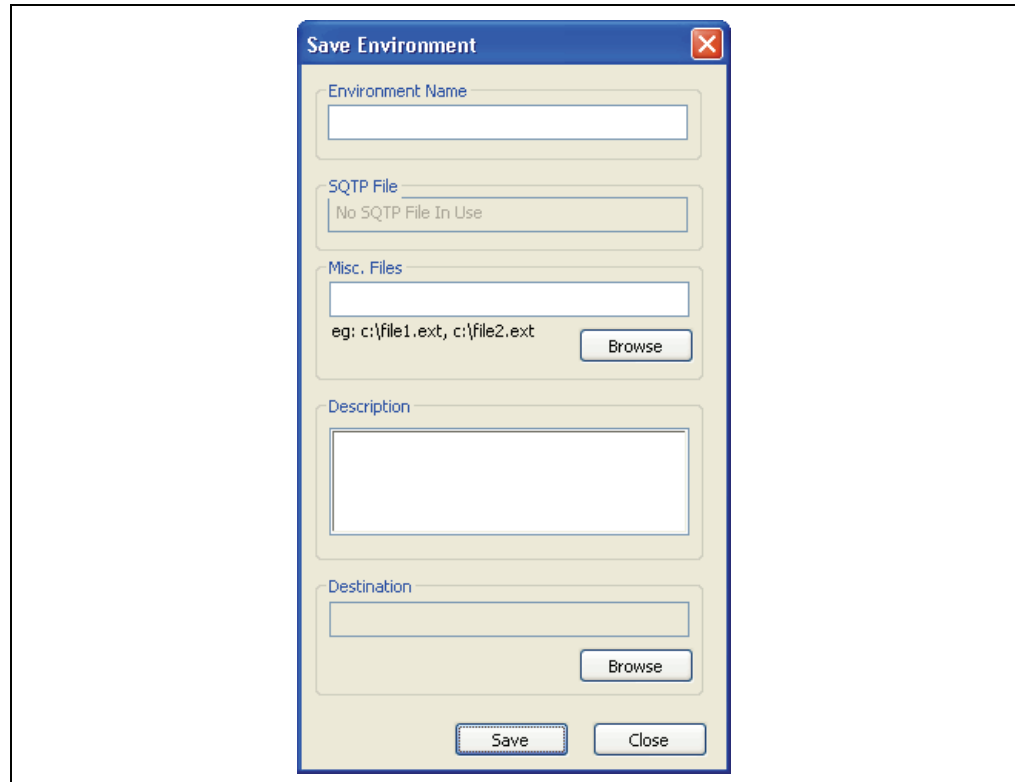 Save Environment
Environment Name
SQTP File
No SQTP File In Use
Misc. Files
eg: c:\file1.ext, c:\file2.ext
Browse
Description
Destination
Browse
Save Close